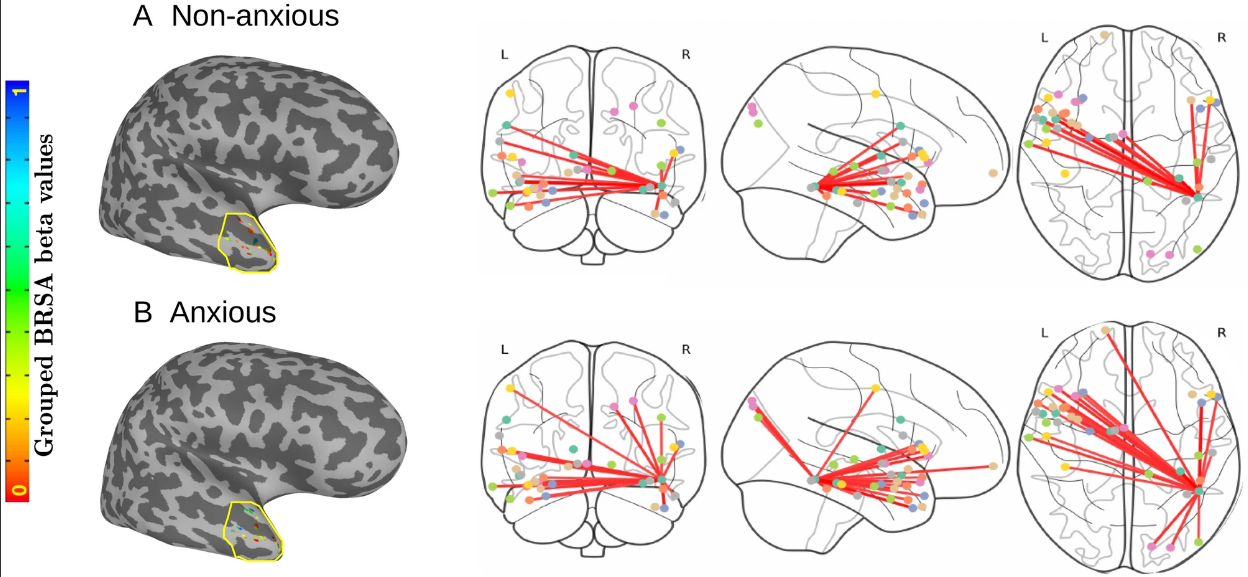 A Non-anxious
L R
L R
1
Grouped BRSA beta values
0
B Anxious
L R
L R